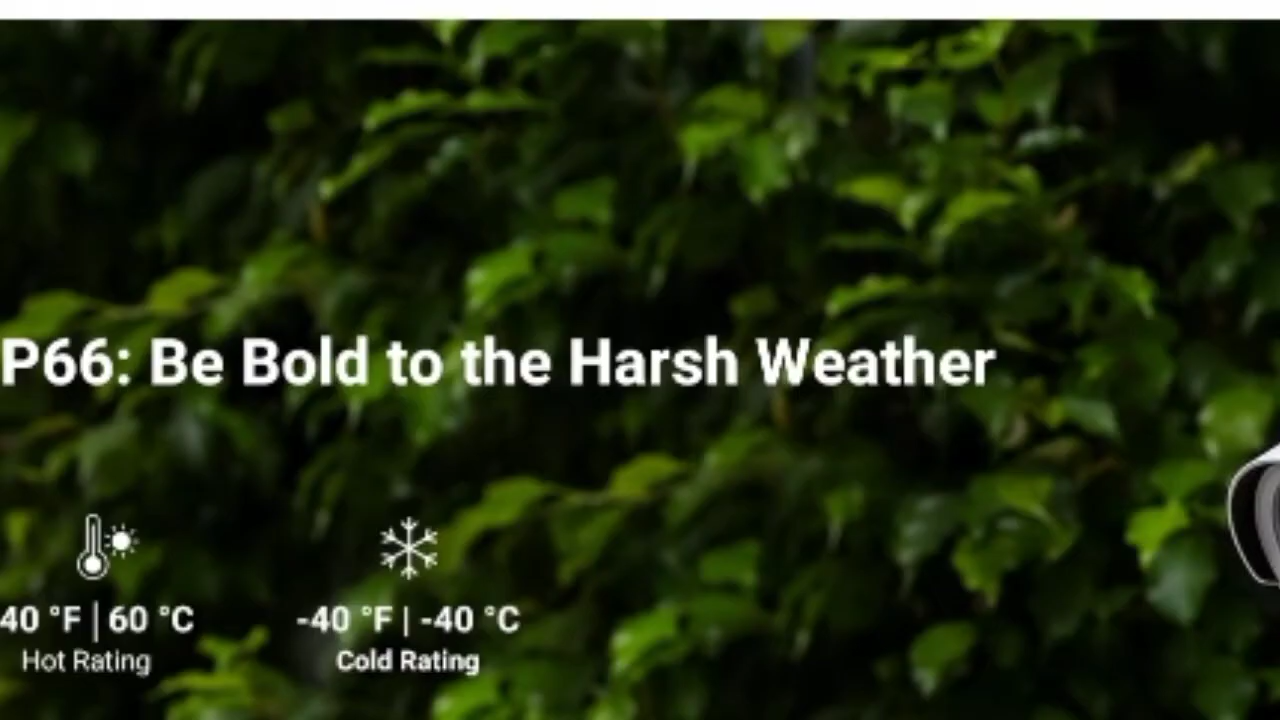 P66: Be Bold to the Harsh Weather
40 °F | 60 °C
-40 °F | -40 °C
Hot Rating
Cold Rating